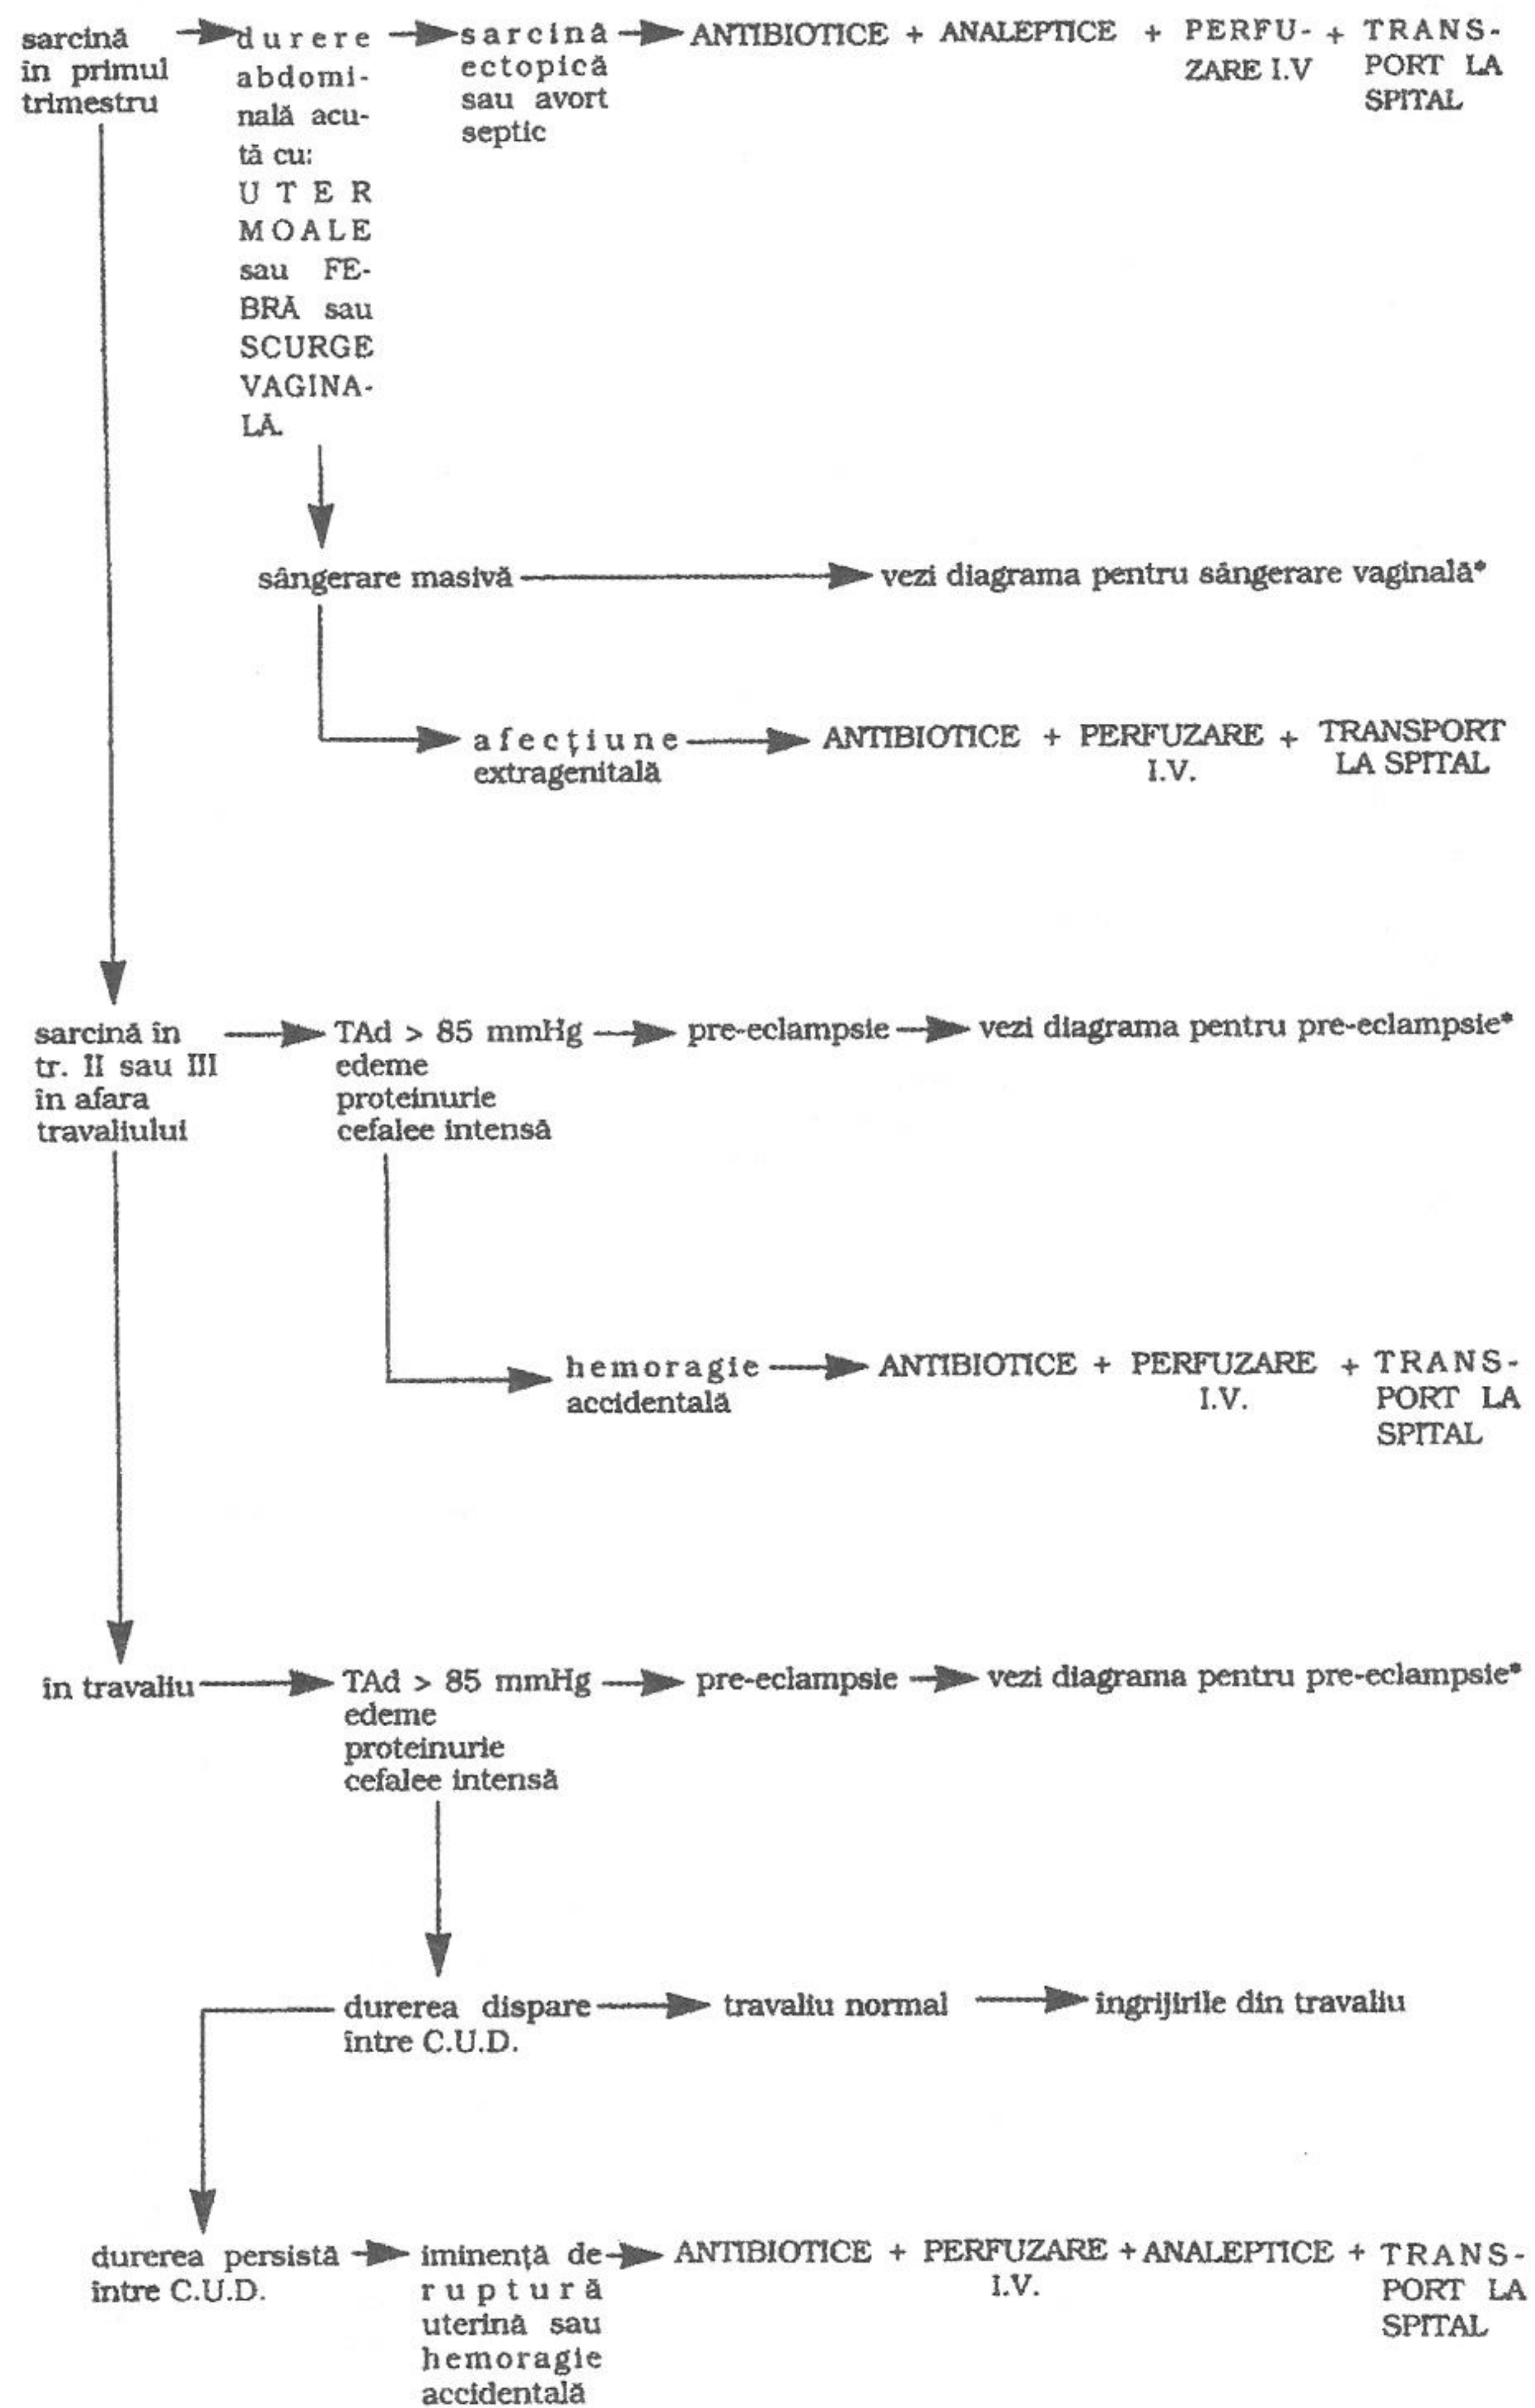 sarcină
în primul
trimestru
durere
abdomi-
nală acu-
tă cu:
UTER
MOALE
sau FE-
BRĂ sau
SCURGE
VAGINA-
LĂ.
sarcină
ectopică
sau avort
septic
ANTIBIOTICE + ANALEPTICE + PERFU- + TRANS-
ZARE I.V PORT LA
SPITAL
sângerare masivă
vezi diagrama pentru sângerare vaginală*
afecţiune
extragenitală
ANTIBIOTICE + PERFUZARE + TRANSPORT
I.V. LA SPITAL
sarcină în
tr. II sau III
în afara
travaliului
TAd > 85 mmHg
edeme
proteinurie
cefalee intensă
pre-eclampsie
vezi diagrama pentru pre-eclampsie*
hemoragie
accidentală
ANTIBIOTICE + PERFUZARE + TRANS-
I.V. PORT LA
SPITAL
în travaliu
TAd > 85 mmHg
edeme
proteinurie
cefalee intensă
pre-eclampsie
vezi diagrama pentru pre-eclampsie*
durerea dispare
între C.U.D.
travaliu normal
îngrijirile din travaliu
durerea persistă
între C.U.D.
iminenţă de
ruptură
uterină sau
hemoragie
accidentală
ANTIBIOTICE + PERFUZARE + ANALEPTICE + TRANS-
I.V. PORT LA
SPITAL